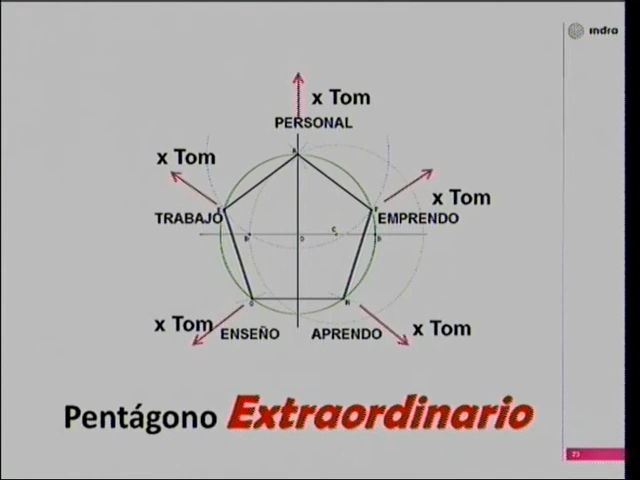 indra
x Tom
PERSONAL
x Tom
x Tom
TRABAJO
EMPRENDO
x Tom
x Tom
ENSEÑO
APRENDO
Pentágono Extraordinario